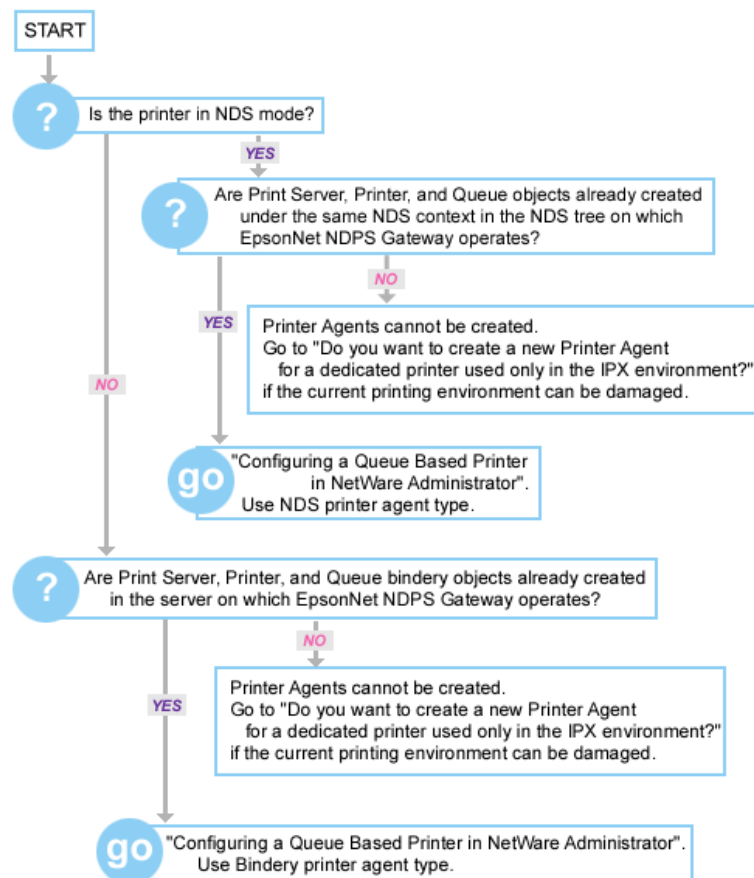 START
?
Is the printer in NDS mode?
YES
?
Are Print Server, Printer, and Queue objects already created
under the same NDS context in the NDS tree on which
EpsonNet NDPS Gateway operates?
NO
YES
Printer Agents cannot be created.
Go to "Do you want to create a new Printer Agent
for a dedicated printer used only in the IPX environment?"
if the current printing environment can be damaged.
NO
go
"Configuring a Queue Based Printer
in NetWare Administrator".
Use NDS printer agent type.
?
Are Print Server, Printer, and Queue bindery objects already created
in the server on which EpsonNet NDPS Gateway operates?
NO
YES
Printer Agents cannot be created.
Go to "Do you want to create a new Printer Agent
for a dedicated printer used only in the IPX environment?"
if the current printing environment can be damaged.
go
"Configuring a Queue Based Printer in NetWare Administrator".
Use Bindery printer agent type.